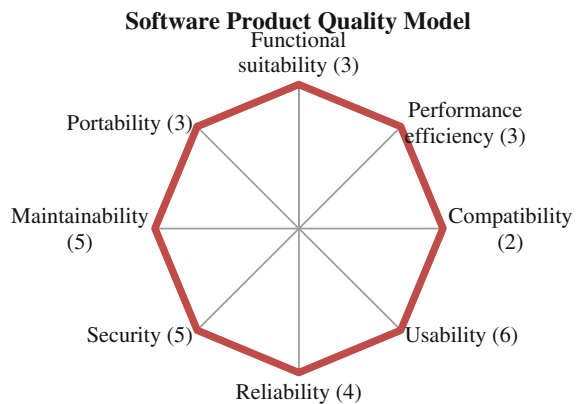 Software Product Quality Model
Functional
suitability (3)
Performance
efficiency (3)
Portability (3)
Compatibility
(2)
Maintainability
(5)
Usability (6)
Security (5)
Reliability (4)